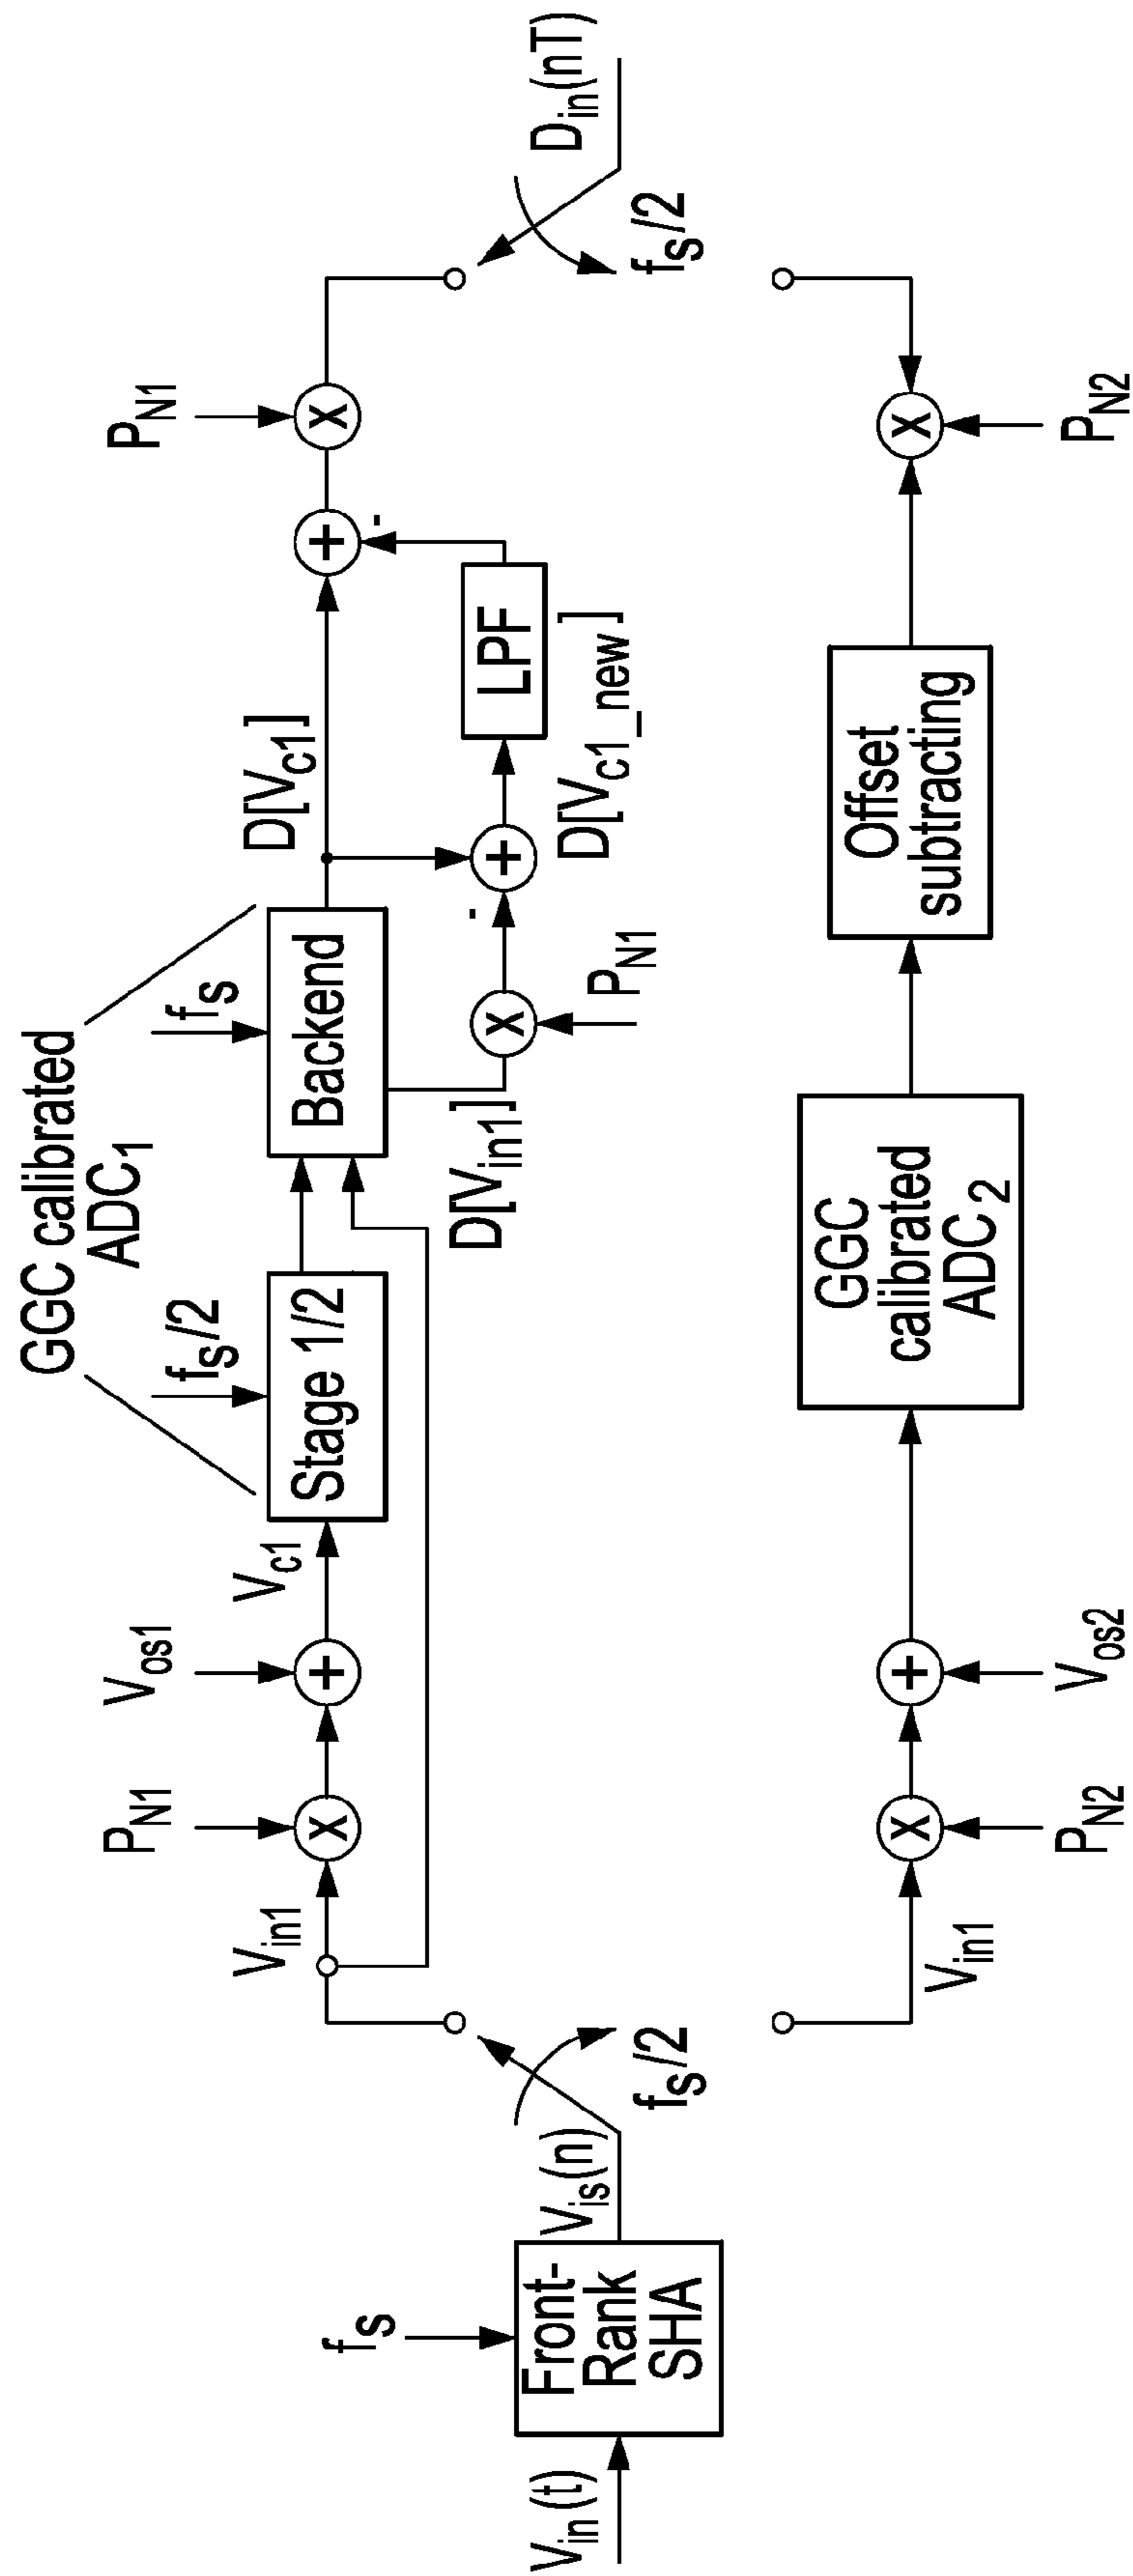 V_in(t)
f_s
Front-
Rank
SHA
V_is(n)
f_s/2
V_in1
P_N1
V_os1
V_c1
GGC calibrated
ADC_1
f_s/2
Stage 1/2
f_s
Backend
D[V_c1]
D[V_in1]
P_N1
-
D[V_c1_new]
LPF
-
P_N1
f_s/2
D_in(nT)
V_in1
P_N2
V_os2
GGC
calibrated
ADC_2
Offset
subtracting
P_N2
X
+
X
+
+
X
X
+
X